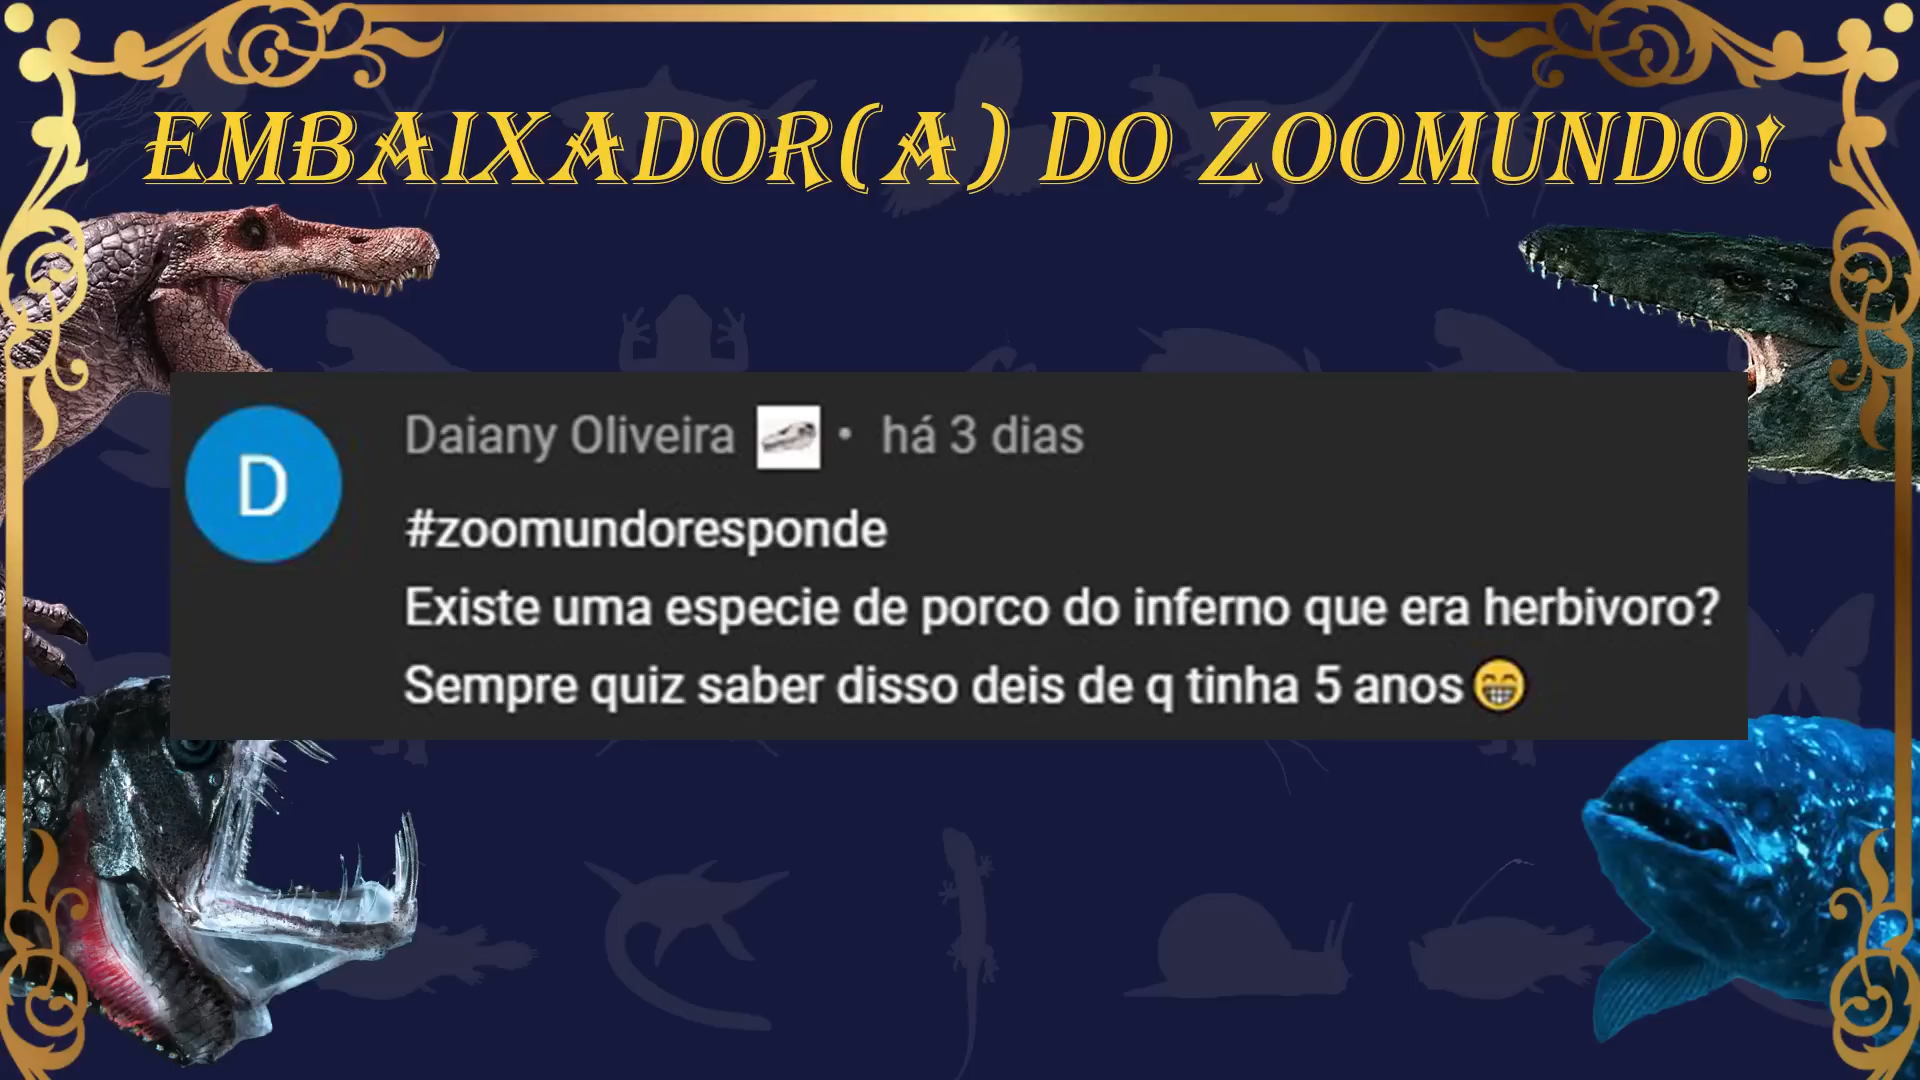 EMBAIXADOR(A) DO ZOOMUNDO!
D
Daiany Oliveira • há 3 dias
#zoomundoresponde
Existe uma especie de porco do inferno que era herbivoro?
Sempre quiz saber disso deis de q tinha 5 anos😁